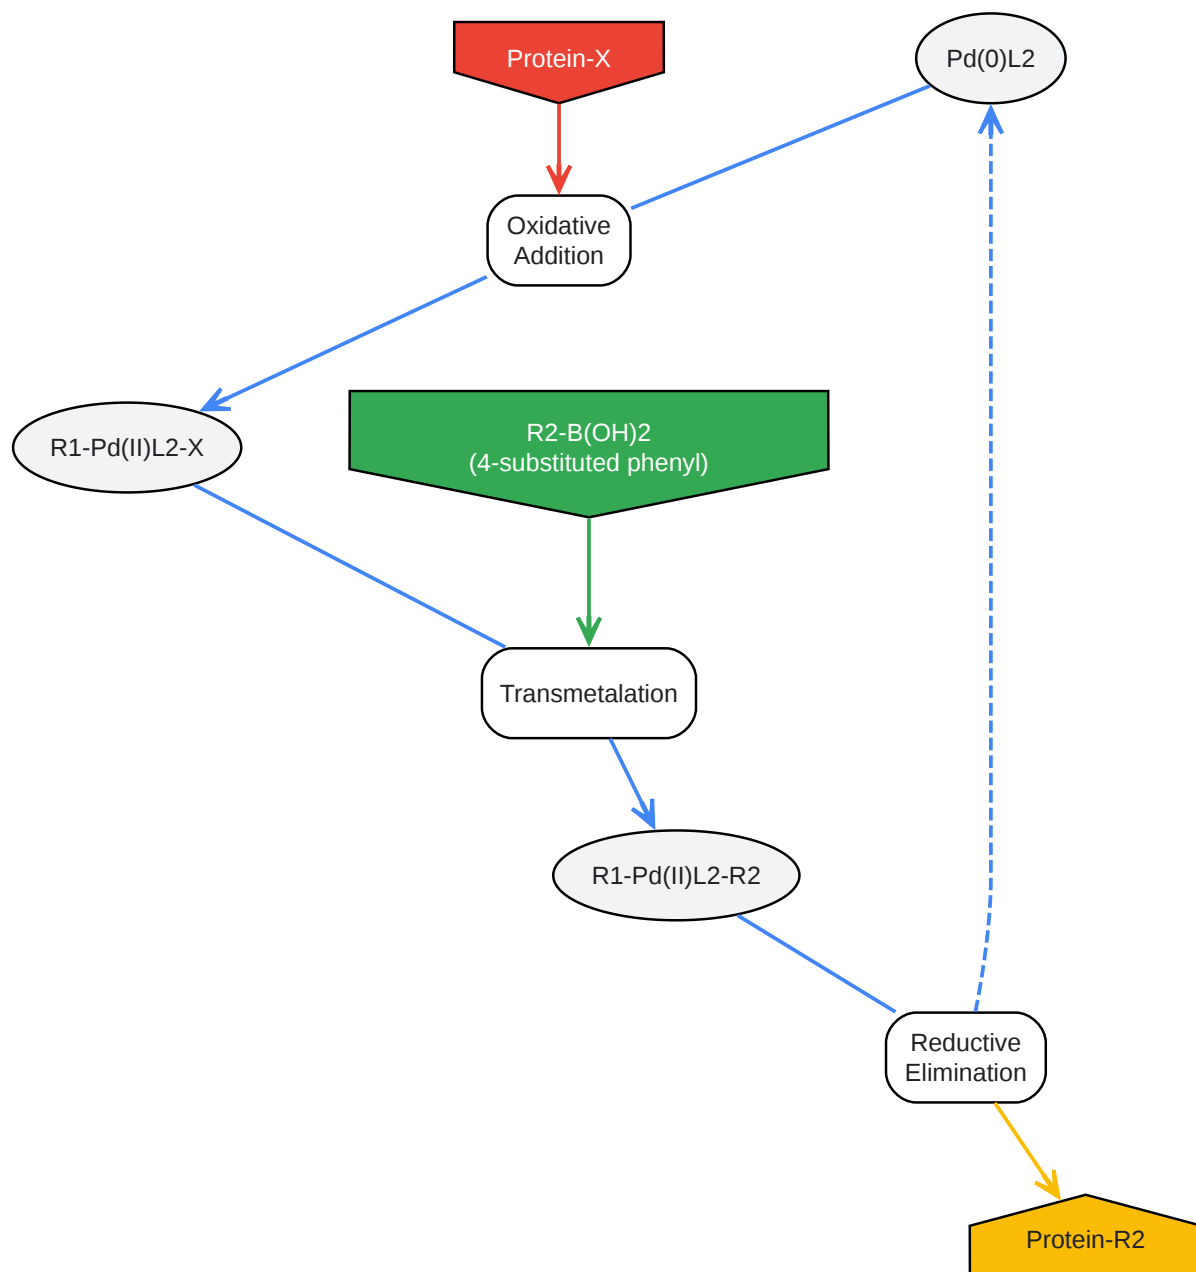 Protein-X
Pd(0)L2
Oxidative
Addition
R1-Pd(II)L2-X
R2-B(OH)2
(4-substituted phenyl)
Transmetalation
R1-Pd(II)L2-R2
Reductive
Elimination
Protein-R2